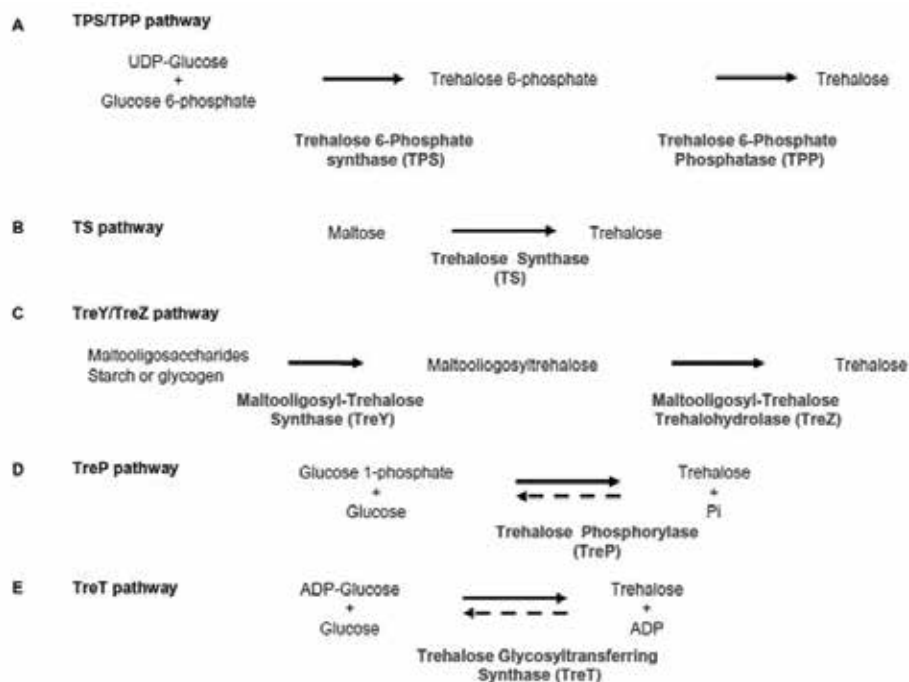 A TPS/TPP pathway
UDP-Glucose
+
Glucose 6-phosphate
Trehalose 6-phosphate
Trehalose
Trehalose 6-Phosphate
synthase (TPS)
Trehalose 6-Phosphate
Phosphatase (TPP)
B TS pathway
Maltose
Trehalose
Trehalose Synthase
(TS)
C TreY/TreZ pathway
Maltooligosaccharides
Starch or glycogen
Maltooliogosyltrehalose
Trehalose
Maltooligosyl-Trehalose
Synthase (TreY)
Maltooligosyl-Trehalose
Trehalohydrolase (TreZ)
D TreP pathway
Glucose 1-phosphate
+
Glucose
Trehalose
+
Pi
Trehalose Phosphorylase
(TreP)
E TreT pathway
ADP-Glucose
+
Glucose
Trehalose
+
ADP
Trehalose Glycosyltransferring
Synthase (TreT)